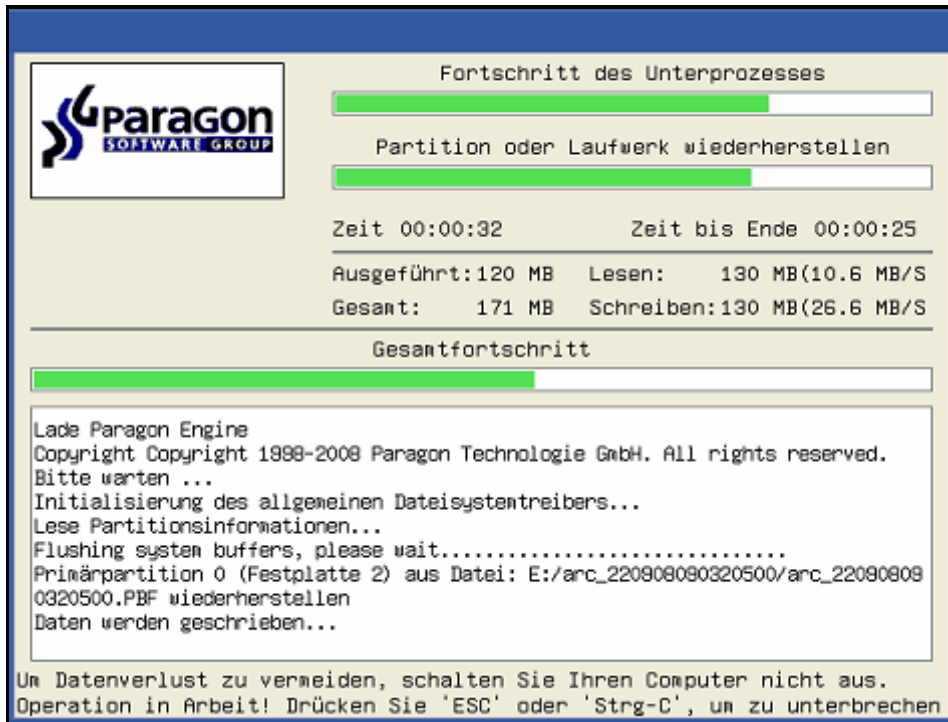 Paragon
SOFTWARE GROUP
Fortschritt des Unterprozesses
Partition oder Laufwerk wiederherstellen
Zeit 00:00:32 Zeit bis Ende 00:00:25
Ausgeführt:120 MB Lesen: 130 MB(10.6 MB/S
Gesamt: 171 MB Schreiben:130 MB(26.6 MB/S
Gesamtfortschritt
Lade Paragon Engine
Copyright Copyright 1998-2008 Paragon Technologie GmbH. All rights reserved.
Bitte warten ...
Initialisierung des allgemeinen Dateisystemtreibers...
Lese Partitionsinformationen...
Flushing system buffers, please wait...............................
Primärpartition 0 (Festplatte 2) aus Datei: E:/arc_220908090320500/arc_22090809
0320500.PBF wiederherstellen
Daten werden geschrieben...
Um Datenverlust zu vermeiden, schalten Sie Ihren Computer nicht aus.
Operation in Arbeit! Drücken Sie 'ESC' oder 'Strg-C', um zu unterbrechen